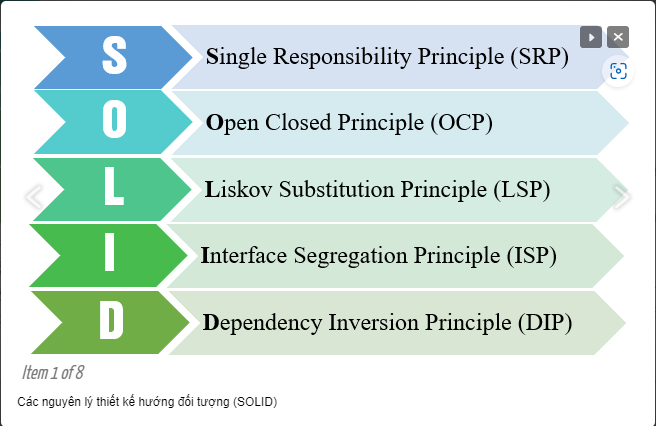 S
Single Responsibility Principle (SRP)
O
Open Closed Principle (OCP)
L
Liskov Substitution Principle (LSP)
I
Interface Segregation Principle (ISP)
D
Dependency Inversion Principle (DIP)
Item 1 of 8
Các nguyên lý thiết kế hướng đối tượng (SOLID)